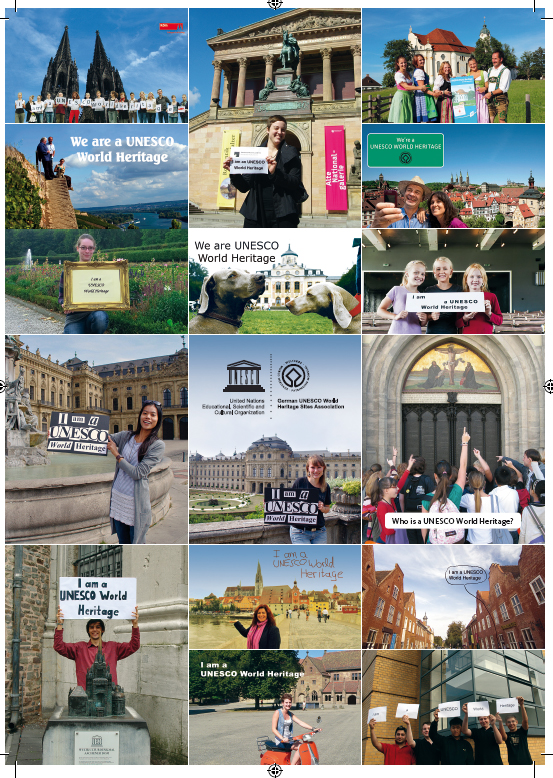 We are a UNESCO
World Heritage
I am an UNESCO
World Heritage
Alte
National-
galerie
We're a
UNESCO WORLD HERITAGE
I am a
UNESCO
World Heritage
We are UNESCO
World Heritage
I am
a UNESCO
World Heritage
I am a
UNESCO
World Heritage
United Nations
Educational, Scientific and
Cultural Organization
German UNESCO World
Heritage Sites Association
I am a
UNESCO
World Heritage
Who is a UNESCO World Heritage?
I am a
UNESCO World
Heritage
I am a
UNESCO World
Heritage
I am a UNESCO
World Heritage
I am a
UNESCO World Heritage
UNESCO
World
Heritage